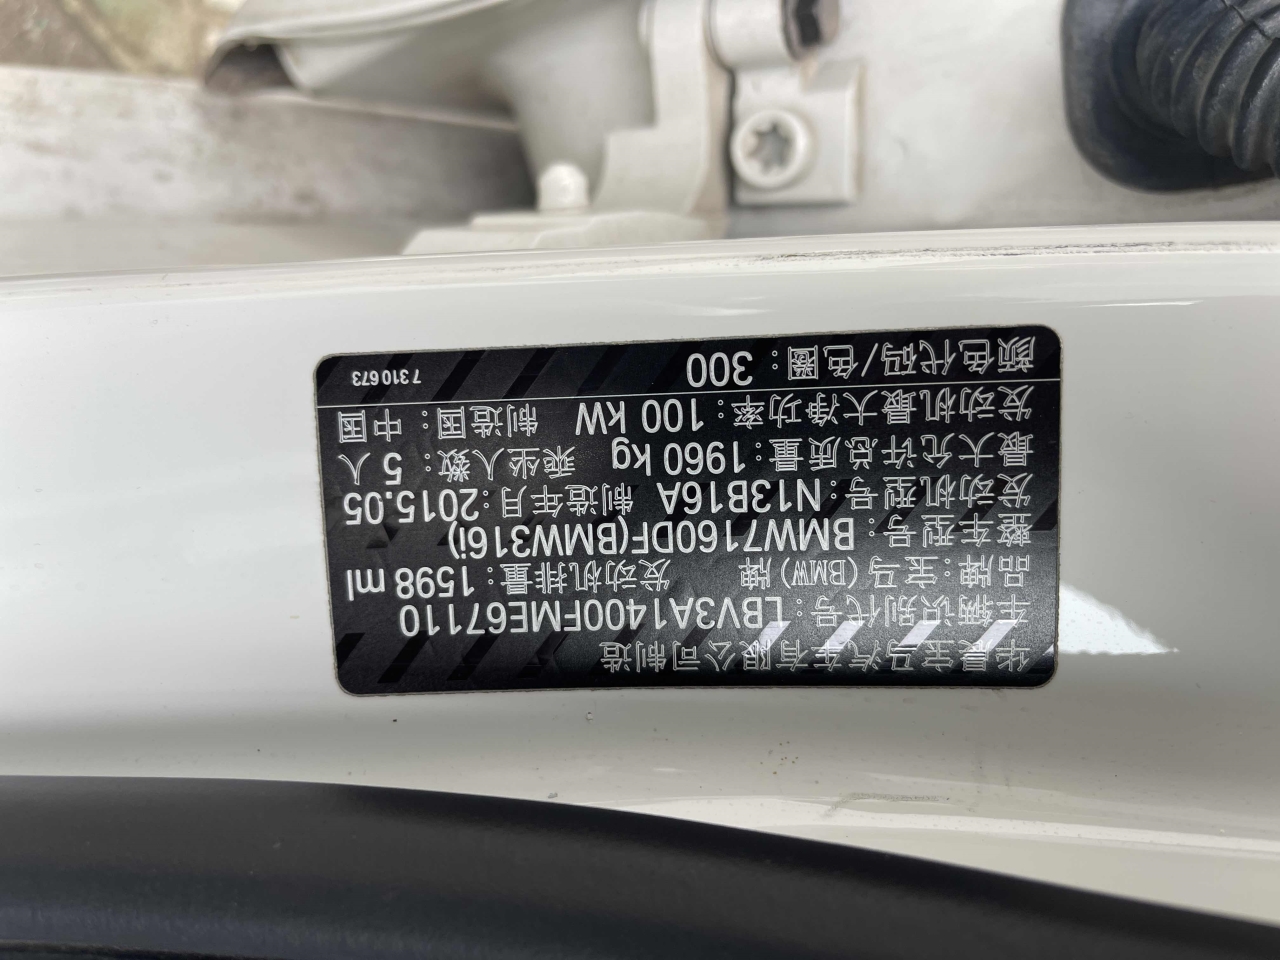 华晨宝马汽车有限公司制造
车辆识别代号：LBV3A1400FME67110
品牌：宝马(BMW)牌 发动机排量：1598 ml
整车型号：BMW7160DF(BMW316i)
发动机型号：N13B16A 制造年月：2015.05
最大允许总质量：1960 kg 乘坐人数：5 人
发动机最大净功率：100 kW 制造国：中国
颜色代码/色圈：300 7 310 673